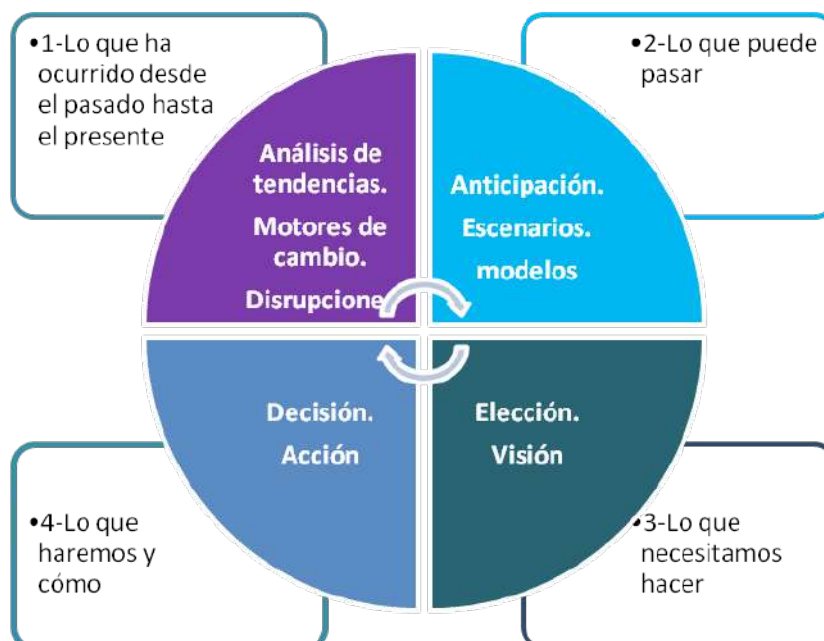 •1-Lo que ha
ocurrido desde
el pasado hasta
el presente
Análisis de
tendencias.
Motores de
cambio.
Disrupcione
•2-Lo que puede
pasar
Anticipación.
Escenarios.
modelos
•3-Lo que
necesitamos
hacer
Elección.
Visión
•4-Lo que
haremos y
cómo
Decisión.
Acción